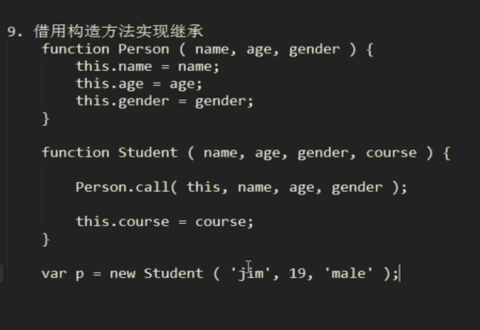 9. 借用构造方法实现继承
function Person ( name, age, gender ) {
this.name = name;
this.age = age;
this.gender = gender;
}
function Student ( name, age, gender, course ) {
Person.call( this, name, age, gender );
this.course = course;
}
var p = new Student ( 'jim', 19, 'male' );